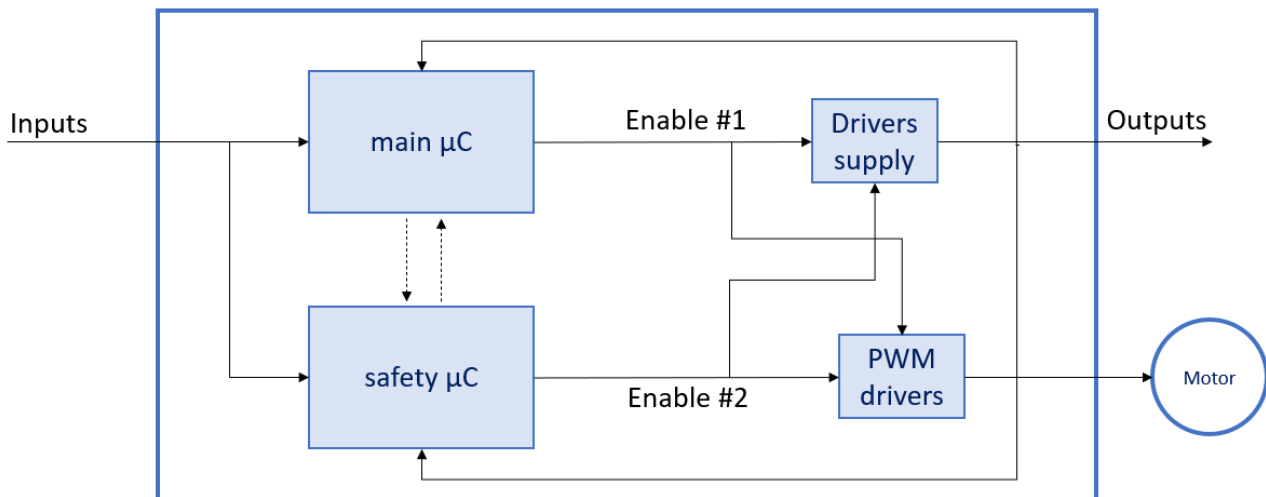 Inputs
main µC
Enable #1
Drivers
supply
Outputs
safety µC
Enable #2
PWM
drivers
Motor